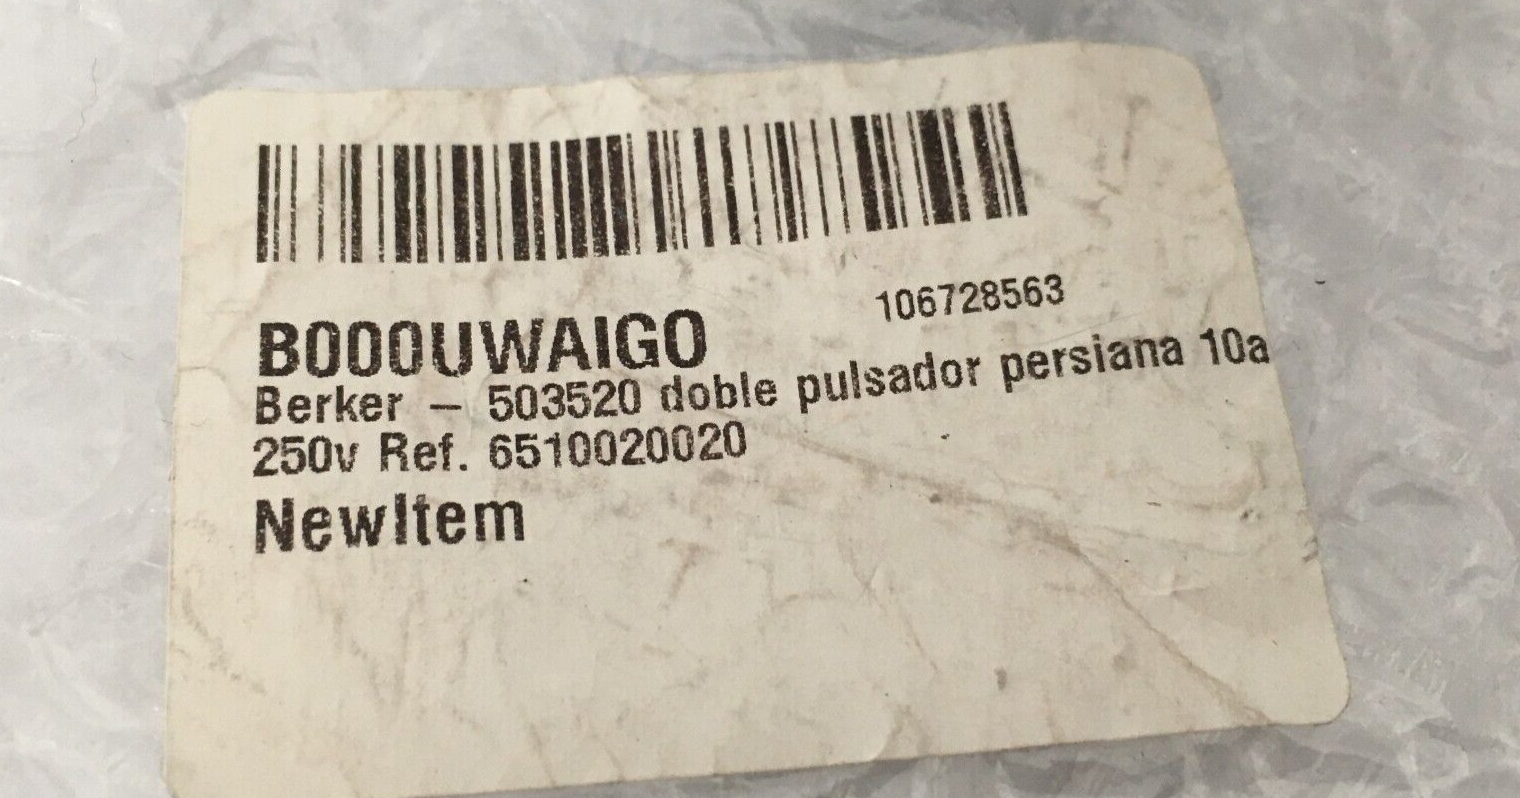 106728563
B000UWAIGO
Berker – 503520 doble pulsador persiana 10a
250v Ref. 6510020020
NewItem